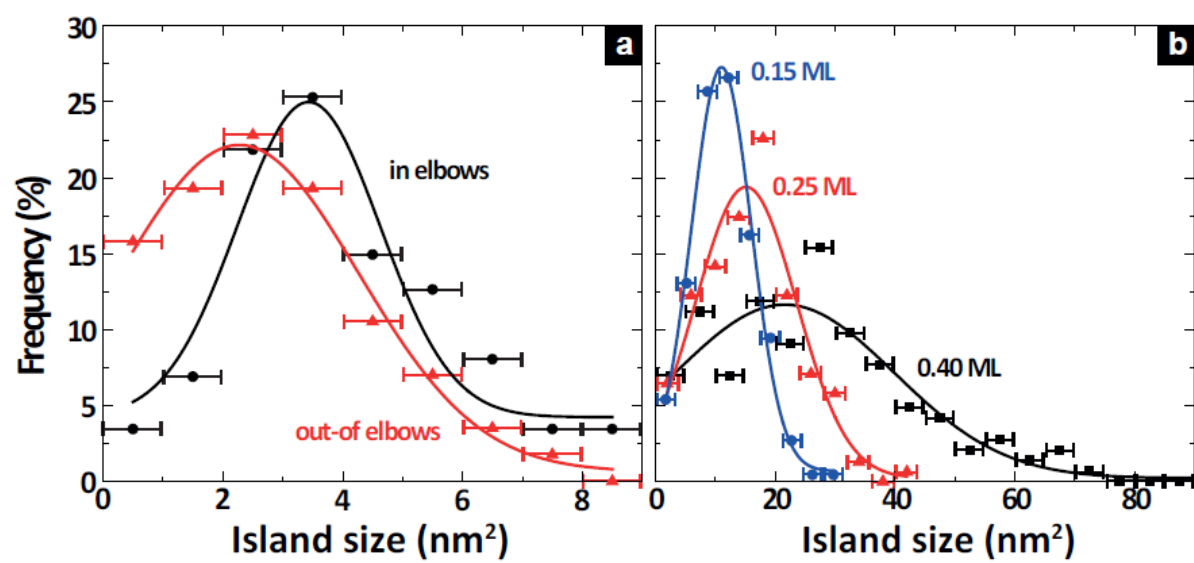 Frequency (%)
30
25
20
15
10
5
0
a
in elbows
out-of elbows
0 2 4 6 8
Island size (nm²)
b
0.15 ML
0.25 ML
0.40 ML
0 20 40 60 80
Island size (nm²)